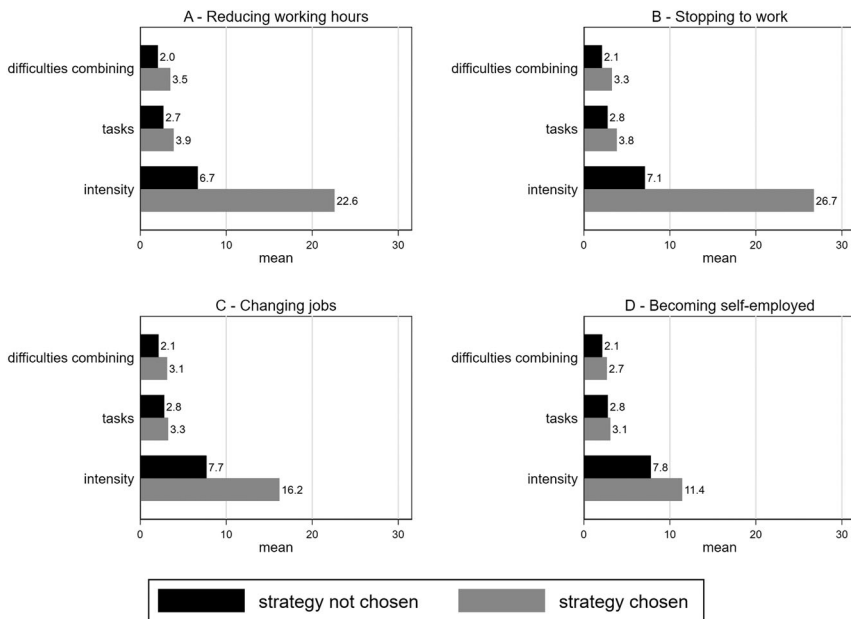 A - Reducing working hours
difficulties combining
2.0
3.5
tasks
2.7
3.9
intensity
6.7
22.6
0 10 20 30
mean
B - Stopping to work
difficulties combining
2.1
3.3
tasks
2.8
3.8
intensity
7.1
26.7
0 10 20 30
mean
C - Changing jobs
difficulties combining
2.1
3.1
tasks
2.8
3.3
intensity
7.7
16.2
0 10 20 30
mean
D - Becoming self-employed
difficulties combining
2.1
2.7
tasks
2.8
3.1
intensity
7.8
11.4
0 10 20 30
mean
strategy not chosen strategy chosen